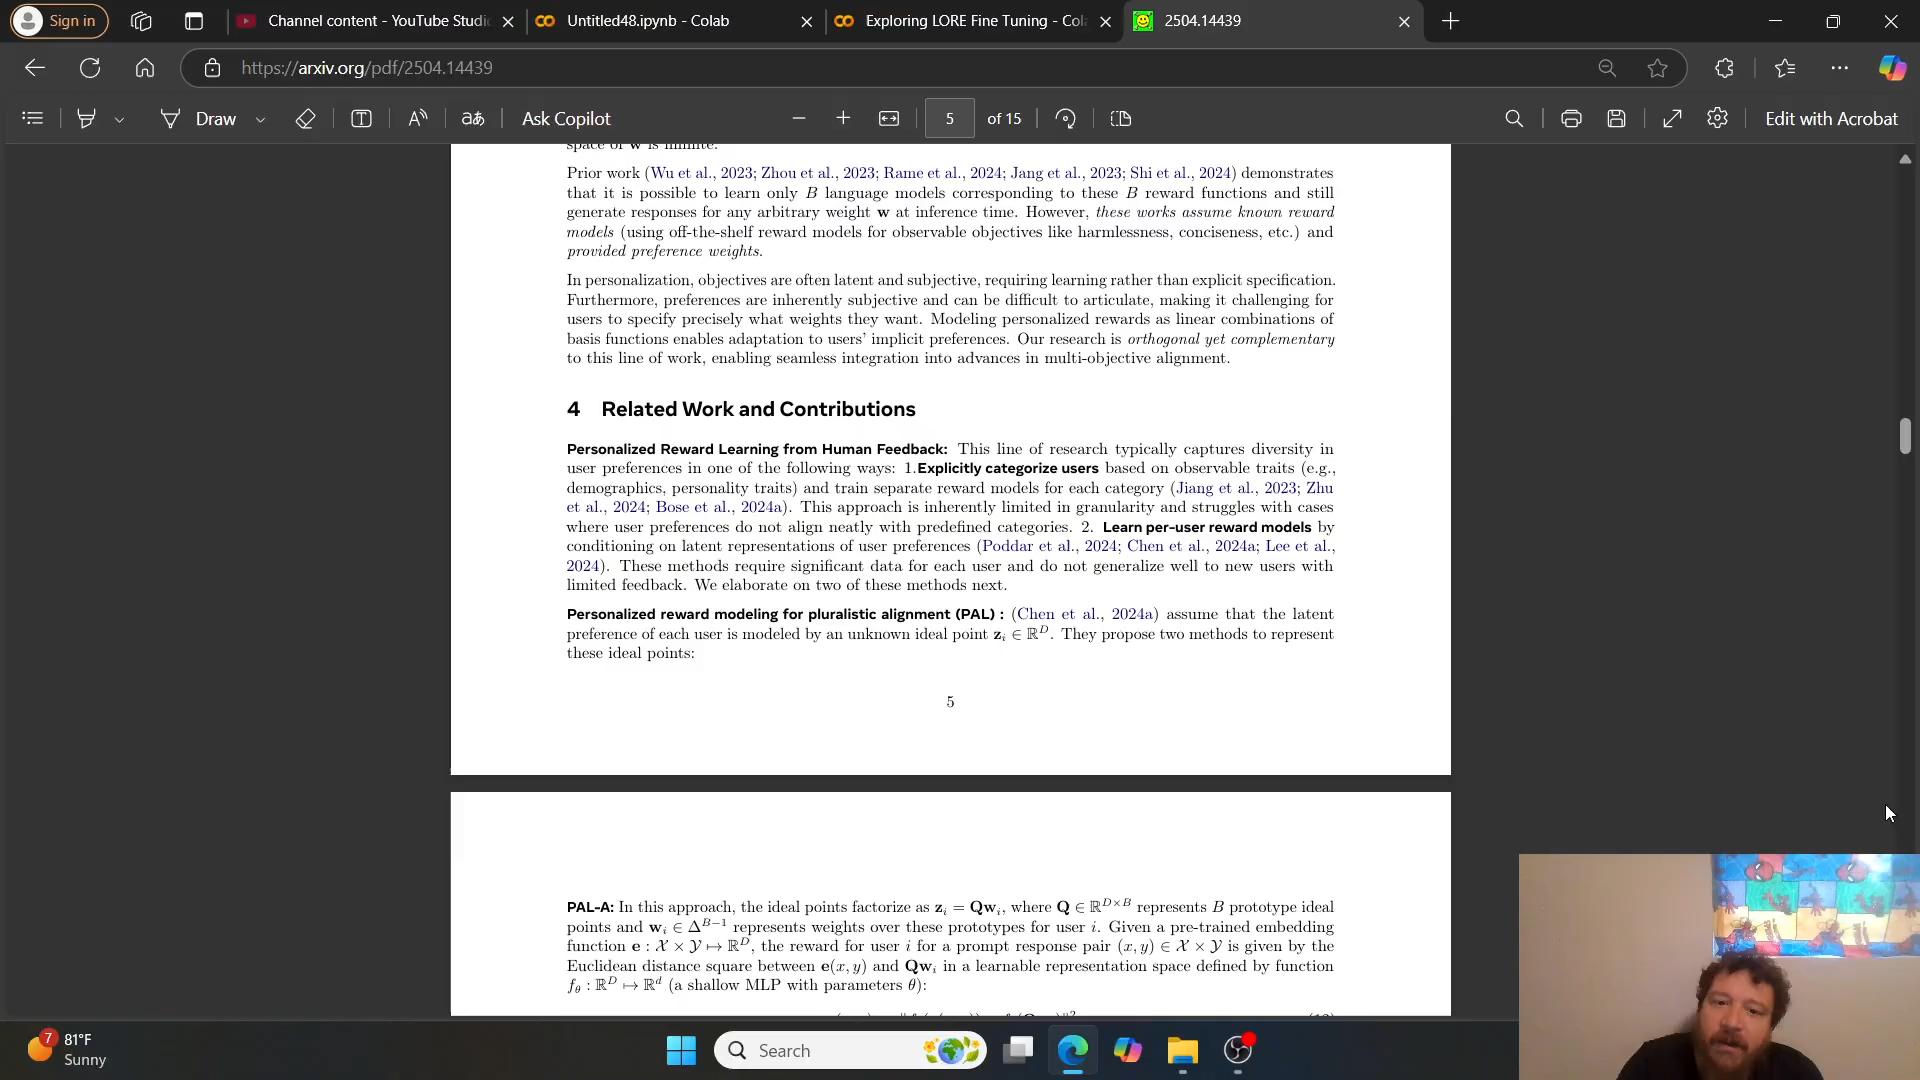 Sign in
Channel content - YouTube Studi
Untitled48.ipynb - Colab
Exploring LORE Fine Tuning - Col
2504.14439
https://arxiv.org/pdf/2504.14439
Draw
Ask Copilot
5 of 15
Edit with Acrobat
space of w is infinite.
Prior work (Wu et al., 2023; Zhou et al., 2023; Rame et al., 2024; Jang et al., 2023; Shi et al., 2024) demonstrates
that it is possible to learn only B language models corresponding to these B reward functions and still
generate responses for any arbitrary weight w at inference time. However, these works assume known reward
models (using off-the-shelf reward models for observable objectives like harmlessness, conciseness, etc.) and
provided preference weights.
In personalization, objectives are often latent and subjective, requiring learning rather than explicit specification.
Furthermore, preferences are inherently subjective and can be difficult to articulate, making it challenging for
users to specify precisely what weights they want. Modeling personalized rewards as linear combinations of
basis functions enables adaptation to users' implicit preferences. Our research is orthogonal yet complementary
to this line of work, enabling seamless integration into advances in multi-objective alignment.
4 Related Work and Contributions
Personalized Reward Learning from Human Feedback: This line of research typically captures diversity in
user preferences in one of the following ways: 1.Explicitly categorize users based on observable traits (e.g.,
demographics, personality traits) and train separate reward models for each category (Jiang et al., 2023; Zhu
et al., 2024; Bose et al., 2024a). This approach is inherently limited in granularity and struggles with cases
where user preferences do not align neatly with predefined categories. 2. Learn per-user reward models by
conditioning on latent representations of user preferences (Poddar et al., 2024; Chen et al., 2024a; Lee et al.,
2024). These methods require significant data for each user and do not generalize well to new users with
limited feedback. We elaborate on two of these methods next.
Personalized reward modeling for pluralistic alignment (PAL) : (Chen et al., 2024a) assume that the latent
preference of each user is modeled by an unknown ideal point zᵢ ∈ ℝᴰ. They propose two methods to represent
these ideal points:
5
PAL-A: In this approach, the ideal points factorize as zᵢ = Qwᵢ, where Q ∈ ℝᴰˣᴮ represents B prototype ideal
points and wᵢ ∈ Δᴮ⁻¹ represents weights over these prototypes for user i. Given a pre-trained embedding
function e : 𝒳 × 𝒴 ↦ ℝᴰ, the reward for user i for a prompt response pair (x, y) ∈ 𝒳 × 𝒴 is given by the
Euclidean distance square between e(x, y) and Qwᵢ in a learnable representation space defined by function
f_θ : ℝᴰ ↦ ℝᵈ (a shallow MLP with parameters θ):
7
81°F
Sunny
Search